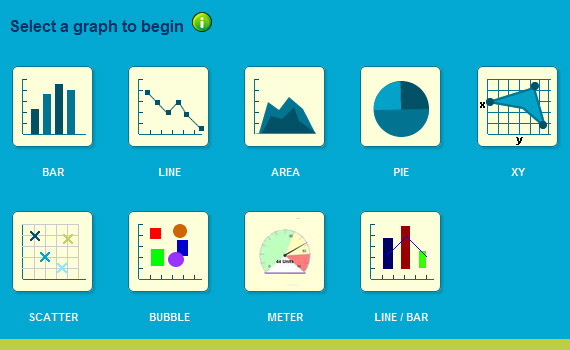 Select a graph to begin i
BAR LINE AREA PIE XY
x
y
SCATTER BUBBLE METER LINE / BAR